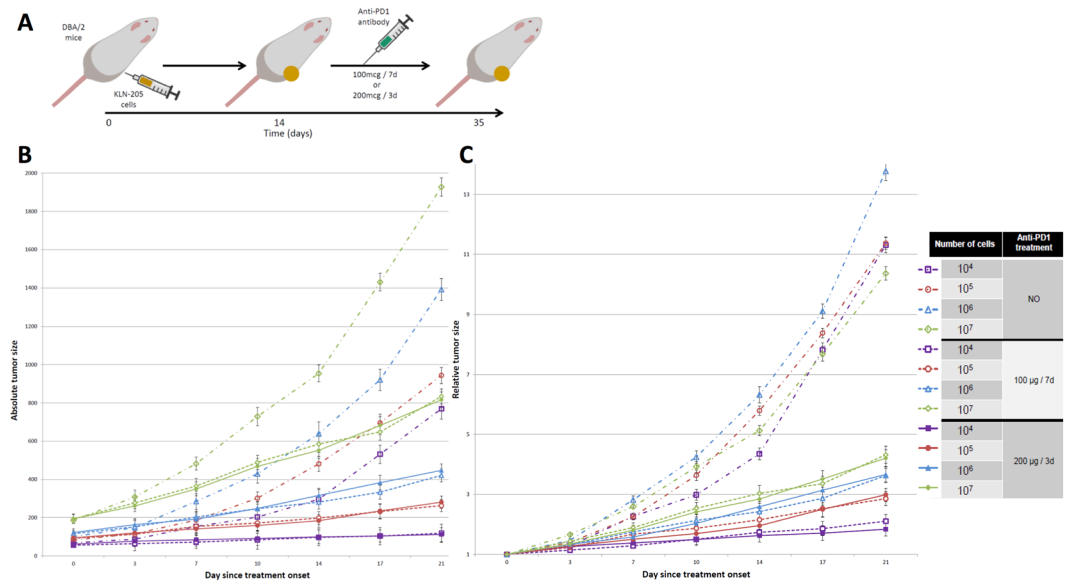 A
DBA/2
mice
KLN-205
cells
Anti-PD1
antibody
100mcg / 7d
or
200mcg / 3d
0
14
35
Time (days)
B
Absolute tumor size
2000
1800
1600
1400
1200
1000
800
600
400
200
0
0 3 7 10 14 17 21
Day since treatment onset
C
Relative tumor size
13
11
9
7
5
3
1
0 3 7 10 14 17 21
Day since treatment onset
Number of cells
Anti-PD1
treatment
10⁴
10⁵
10⁶
10⁷
NO
10⁴
10⁵
10⁶
10⁷
100 µg / 7d
10⁴
10⁵
10⁶
10⁷
200 µg / 3d